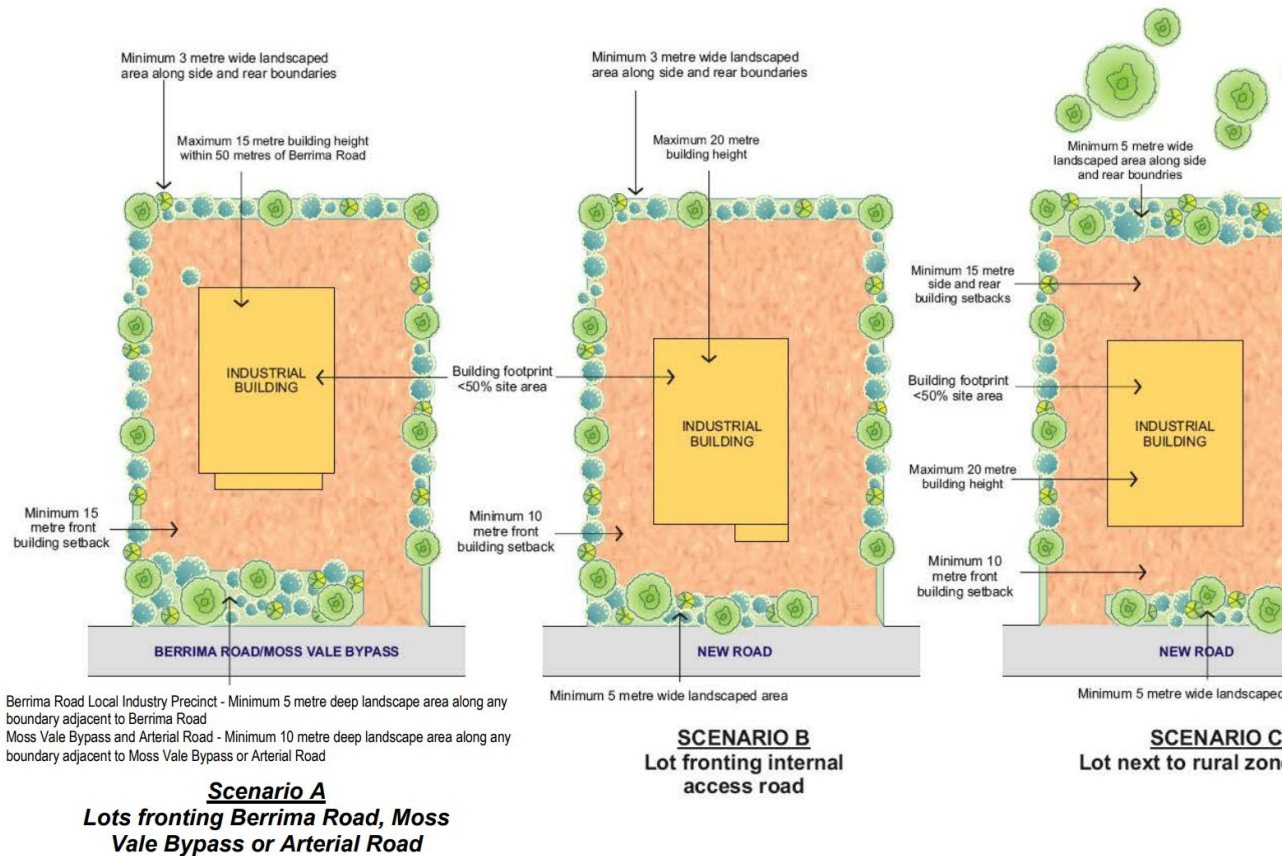 Minimum 3 metre wide landscaped
area along side and rear boundaries
Maximum 15 metre building height
within 50 metres of Berrima Road
INDUSTRIAL
BUILDING
Building footprint
<50% site area
Minimum 15
metre front
building setback
BERRIMA ROAD/MOSS VALE BYPASS
Berrima Road Local Industry Precinct - Minimum 5 metre deep landscape area along any
boundary adjacent to Berrima Road
Moss Vale Bypass and Arterial Road - Minimum 10 metre deep landscape area along any
boundary adjacent to Moss Vale Bypass or Arterial Road
Scenario A
Lots fronting Berrima Road, Moss
Vale Bypass or Arterial Road
Minimum 3 metre wide landscaped
area along side and rear boundaries
Maximum 20 metre
building height
INDUSTRIAL
BUILDING
Minimum 10
metre front
building setback
NEW ROAD
Minimum 5 metre wide landscaped area
SCENARIO B
Lot fronting internal
access road
Minimum 5 metre wide
landscaped area along side
and rear boundries
Minimum 15 metre
side and rear
building setbacks
Building footprint
<50% site area
INDUSTRIAL
BUILDING
Maximum 20 metre
building height
Minimum 10
metre front
building setback
NEW ROAD
Minimum 5 metre wide landscaped
SCENARIO C
Lot next to rural zon